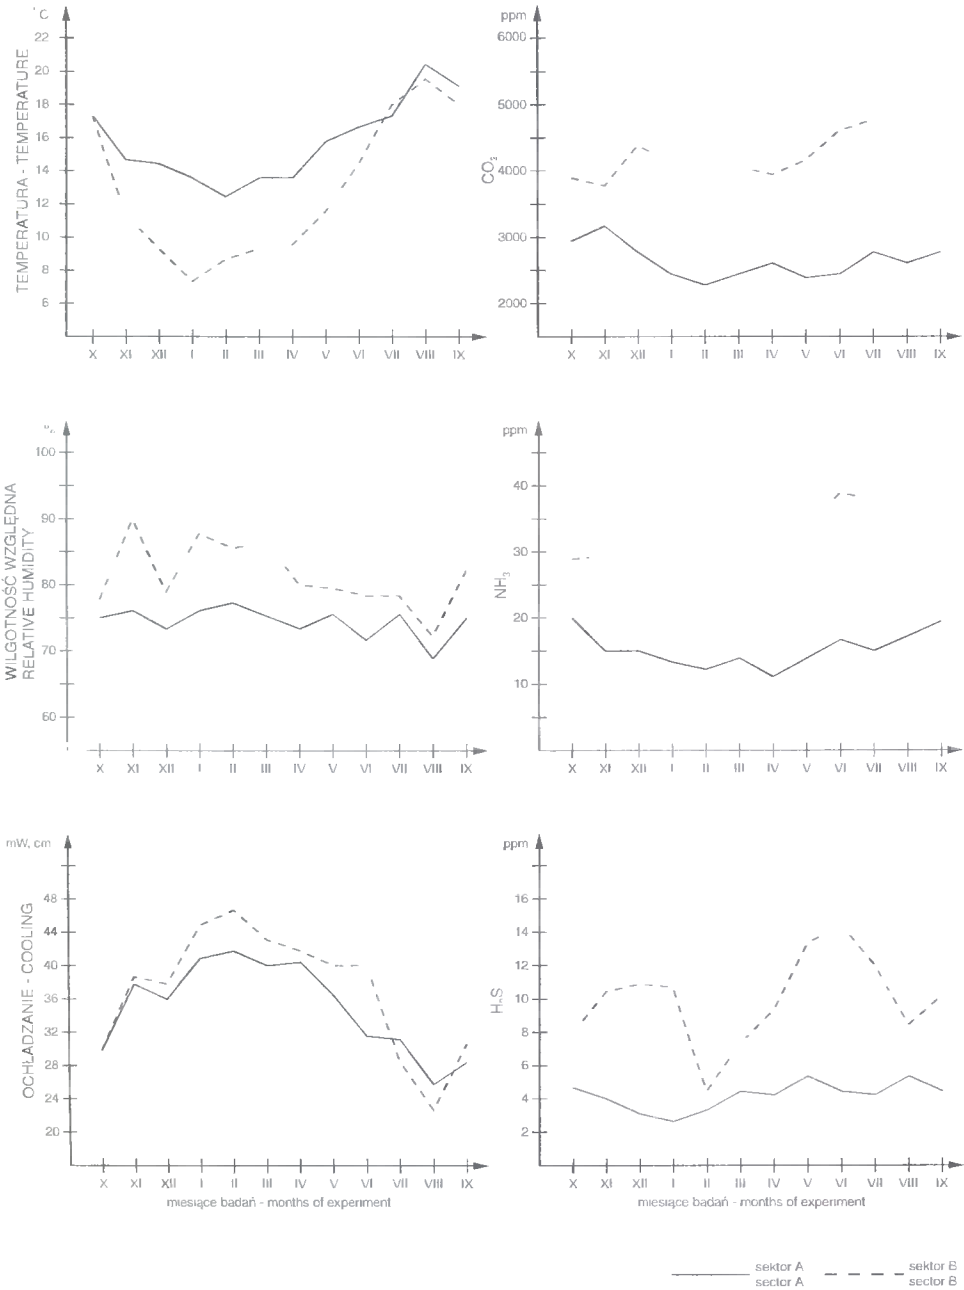 °C
22
20
18
16
14
12
10
8
6
TEMPERATURA - TEMPERATURE
X XI XII I II III IV V VI VII VIII IX
ppm
6000
5000
4000
3000
2000
CO₂
X XI XII I II III IV V VI VII VIII IX
%
100
90
80
70
60
WILGOTNOŚĆ WZGLĘDNA
RELATIVE HUMIDITY
X XI XII I II III IV V VI VII VIII IX
ppm
40
30
20
10
NH₃
X XI XII I II III IV V VI VII VIII IX
mW, cm
48
44
40
36
32
28
24
20
OCHŁADZANIE - COOLING
X XI XII I II III IV V VI VII VIII IX
miesiące badań - months of experiment
ppm
16
14
12
10
8
6
4
2
H₂S
X XI XII I II III IV V VI VII VIII IX
miesiące badań - months of experiment
sektor A
sector A
sektor B
sector B